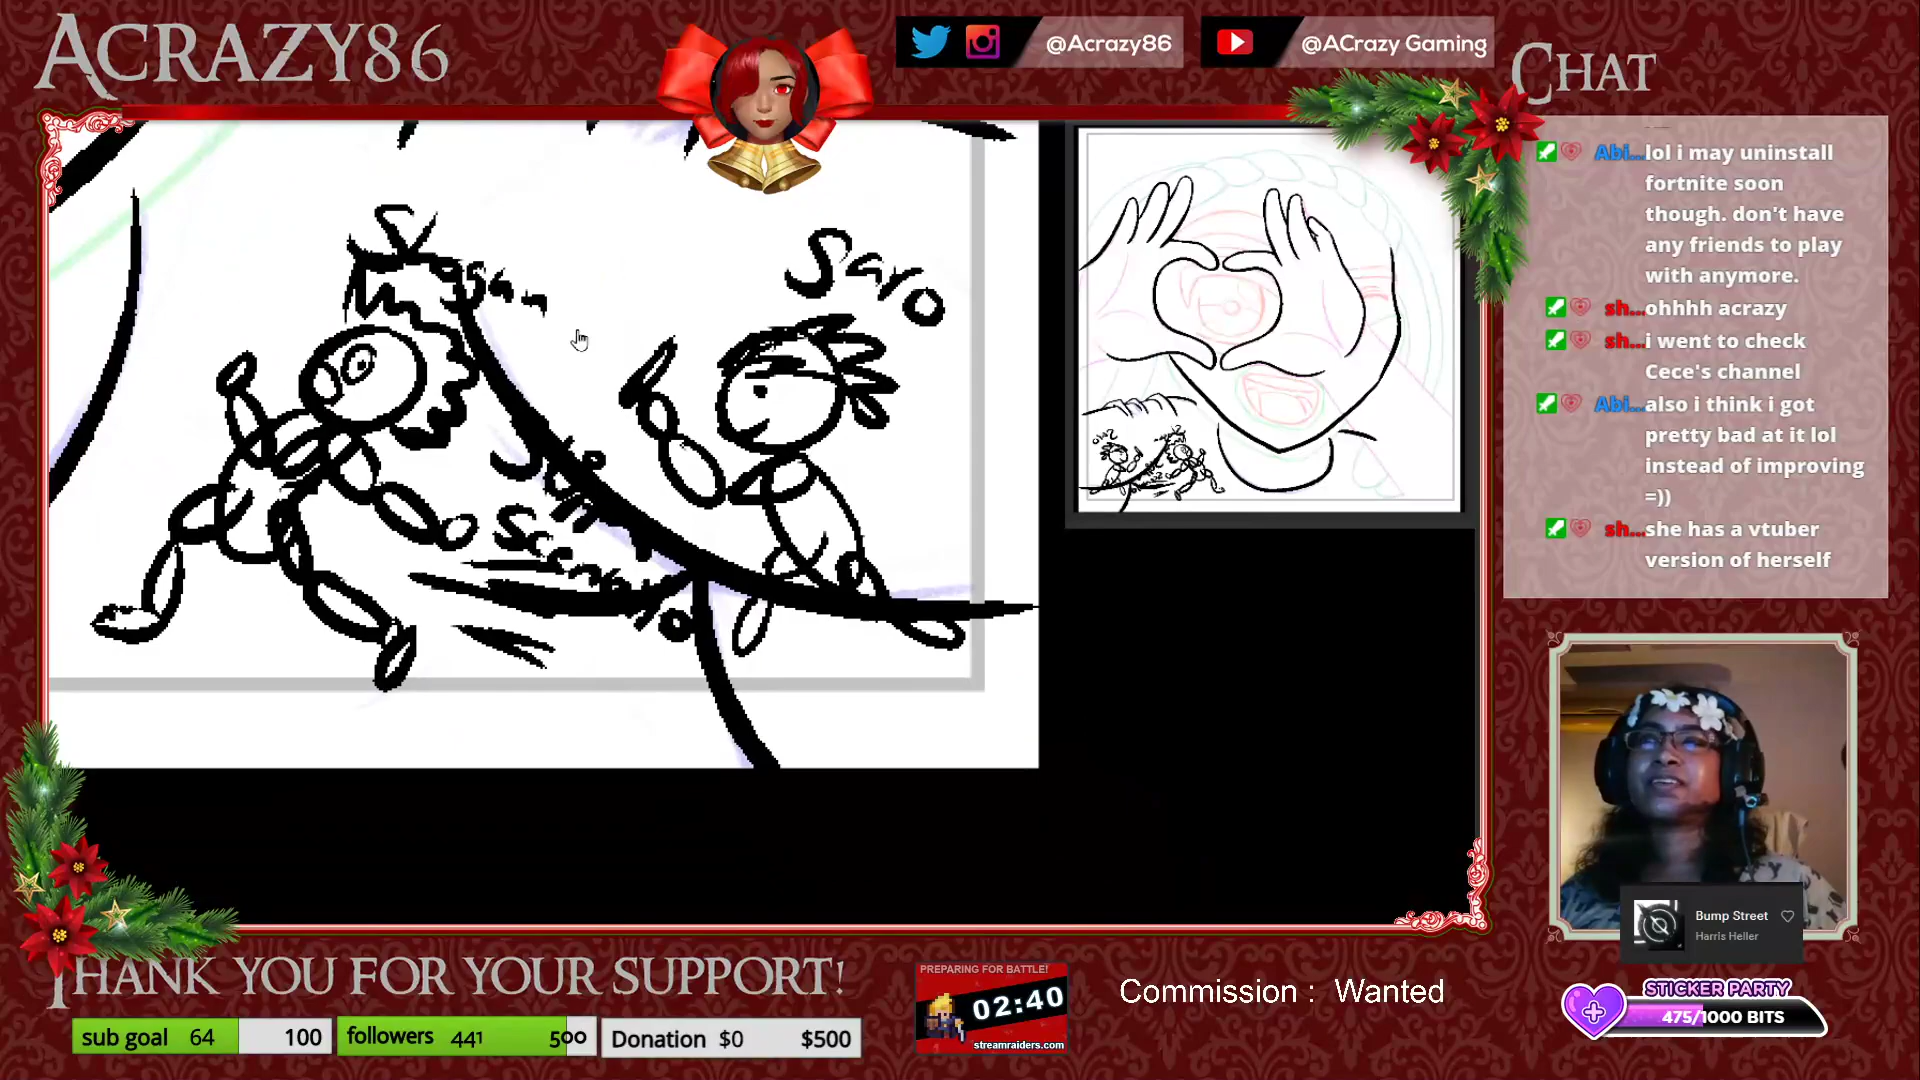 ACRAZY86
@Acrazy86
@ACrazy Gaming
CHAT
Abi...lol i may uninstall
fortnite soon
though. don't have
any friends to play
with anymore.
sh...ohhhh acrazy
sh...i went to check
Cece's channel
Abi...also i think i got
pretty bad at it lol
instead of improving
=))
sh...she has a vtuber
version of herself
Saro
Scenario
Bump Street
Harris Heller
THANK YOU FOR YOUR SUPPORT!
sub goal 64 100
followers 441 500
Donation $0 $500
PREPARING FOR BATTLE!
02:40
streamraiders.com
Commission : Wanted
STICKER PARTY
475/1000 BITS